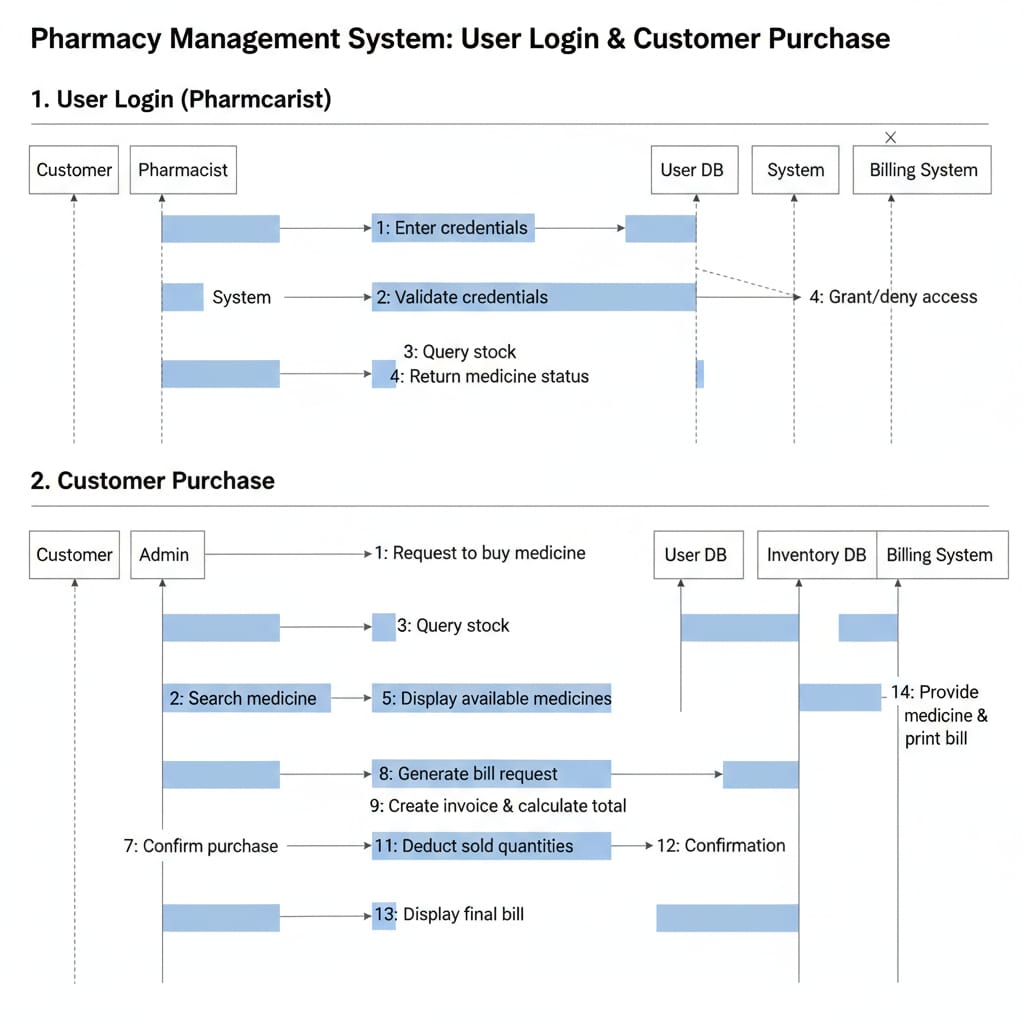 Pharmacy Management System: User Login & Customer Purchase
1. User Login (Pharmcarist)
Customer
Pharmacist
User DB
System
Billing System
1: Enter credentials
System
2: Validate credentials
4: Grant/deny access
3: Query stock
4: Return medicine status
2. Customer Purchase
Customer
Admin
1: Request to buy medicine
User DB
Inventory DB
Billing System
3: Query stock
2: Search medicine
5: Display available medicines
14: Provide
medicine &
print bill
8: Generate bill request
9: Create invoice & calculate total
7: Confirm purchase
11: Deduct sold quantities
12: Confirmation
13: Display final bill